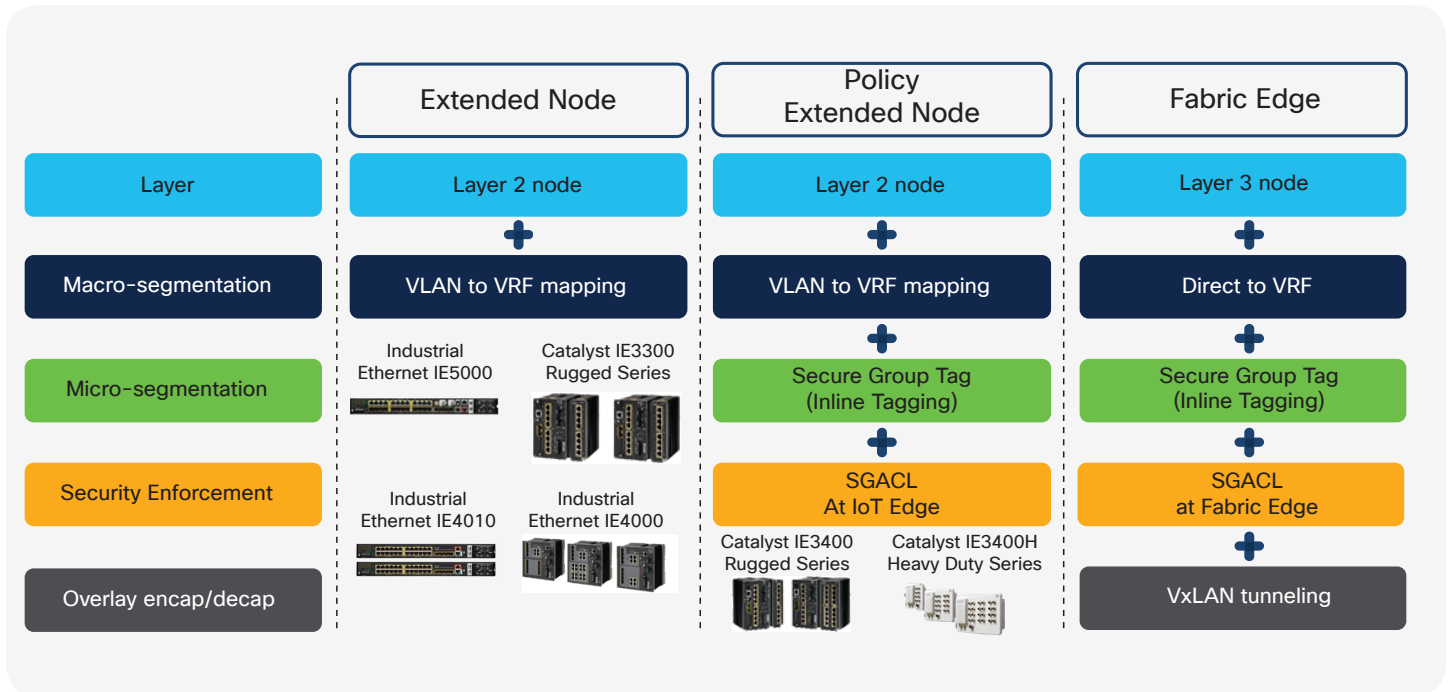 Extended Node
Policy
Extended Node
Fabric Edge
Layer
Layer 2 node
Layer 2 node
Layer 3 node
Macro-segmentation
VLAN to VRF mapping
VLAN to VRF mapping
Direct to VRF
Micro-segmentation
Industrial
Ethernet IE5000
Catalyst IE3300
Rugged Series
Secure Group Tag
(Inline Tagging)
Secure Group Tag
(Inline Tagging)
Security Enforcement
Industrial
Ethernet IE4010
Industrial
Ethernet IE4000
SGACL
At IoT Edge
SGACL
at Fabric Edge
Overlay encap/decap
Catalyst IE3400
Rugged Series
Catalyst IE3400H
Heavy Duty Series
VxLAN tunneling